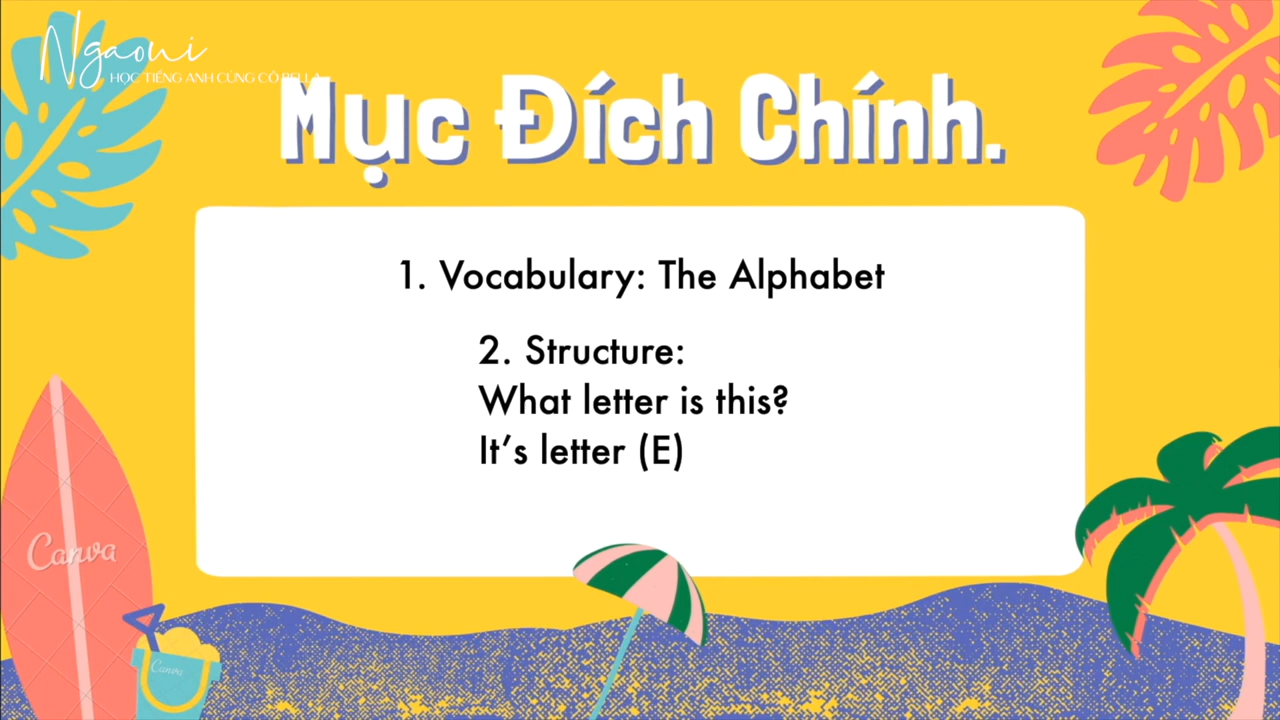 Ngaoni
HỌC TIẾNG ANH CÙNG CÔ BELLA
Mục Đích Chính.
1. Vocabulary: The Alphabet
2. Structure:
What letter is this?
It’s letter (E)
Canva
Canva